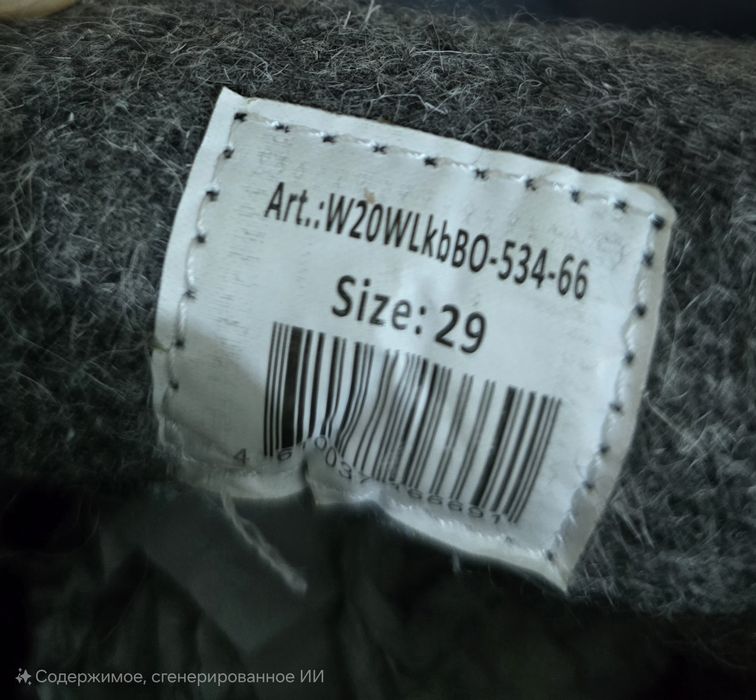 Art.:W20WLkbBO-534-66
Size: 29
Содержимое, сгенерированное ИИ